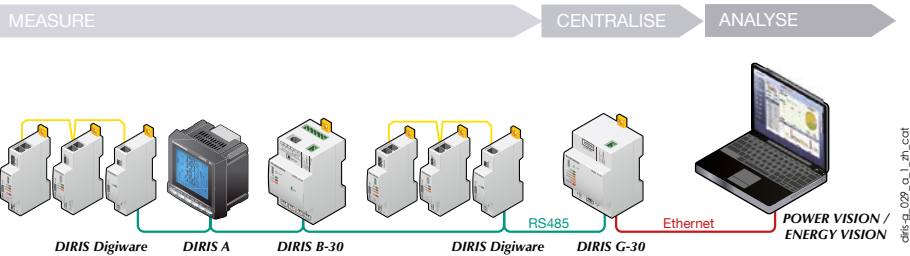 MEASURE
CENTRALISE
ANALYSE
RS485
Ethernet
DIRIS Digiware
DIRIS A
DIRIS B-30
DIRIS Digiware
DIRIS G-30
POWER VISION /
ENERGY VISION
diris-g_029_a_1_zh_cat